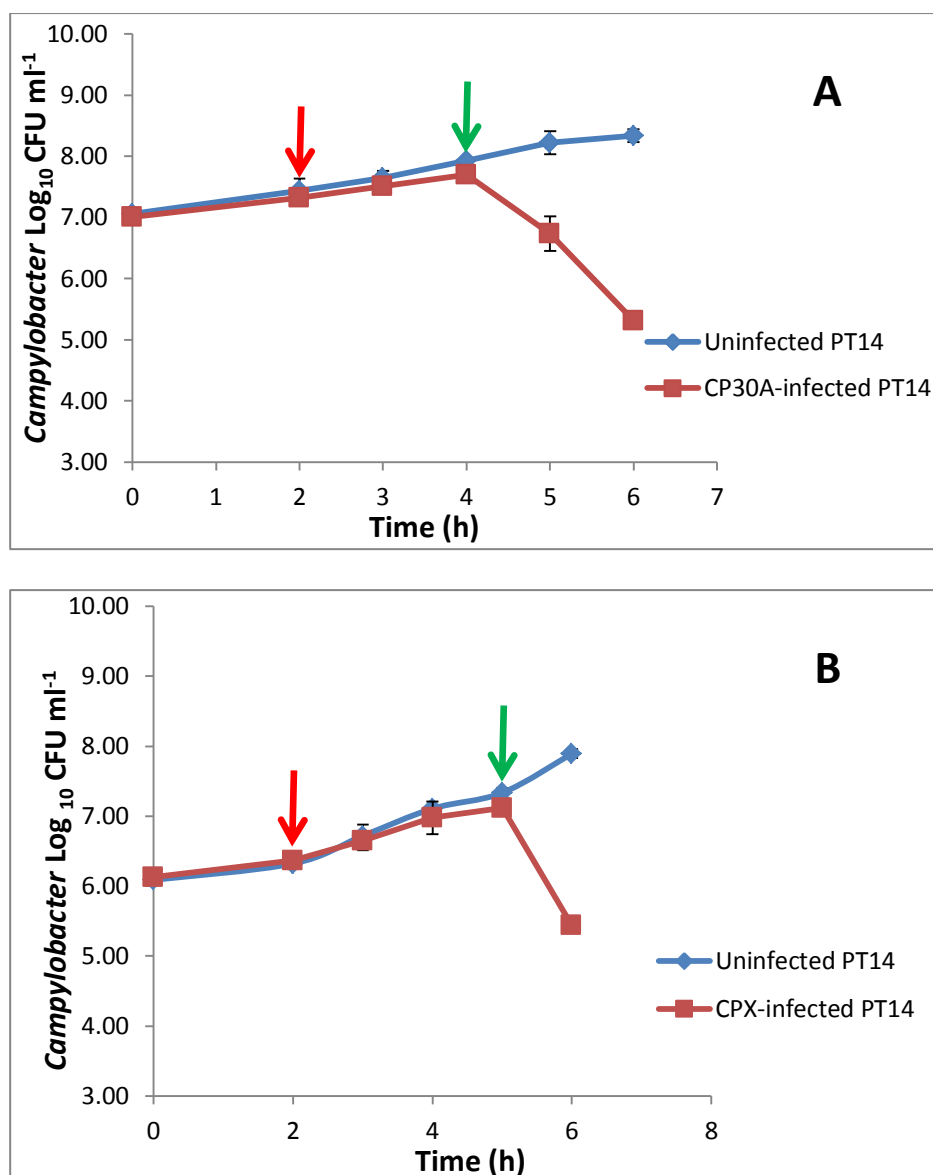 10.00
9.00
8.00
7.00
6.00
5.00
4.00
3.00
Campylobacter Log10 CFU ml-1
A
Uninfected PT14
CP30A-infected PT14
0 1 2 3 4 5 6 7
Time (h)
10.00
9.00
8.00
7.00
6.00
5.00
4.00
3.00
Campylobacter Log 10 CFU ml-1
B
Uninfected PT14
CPX-infected PT14
0 2 4 6 8
Time (h)